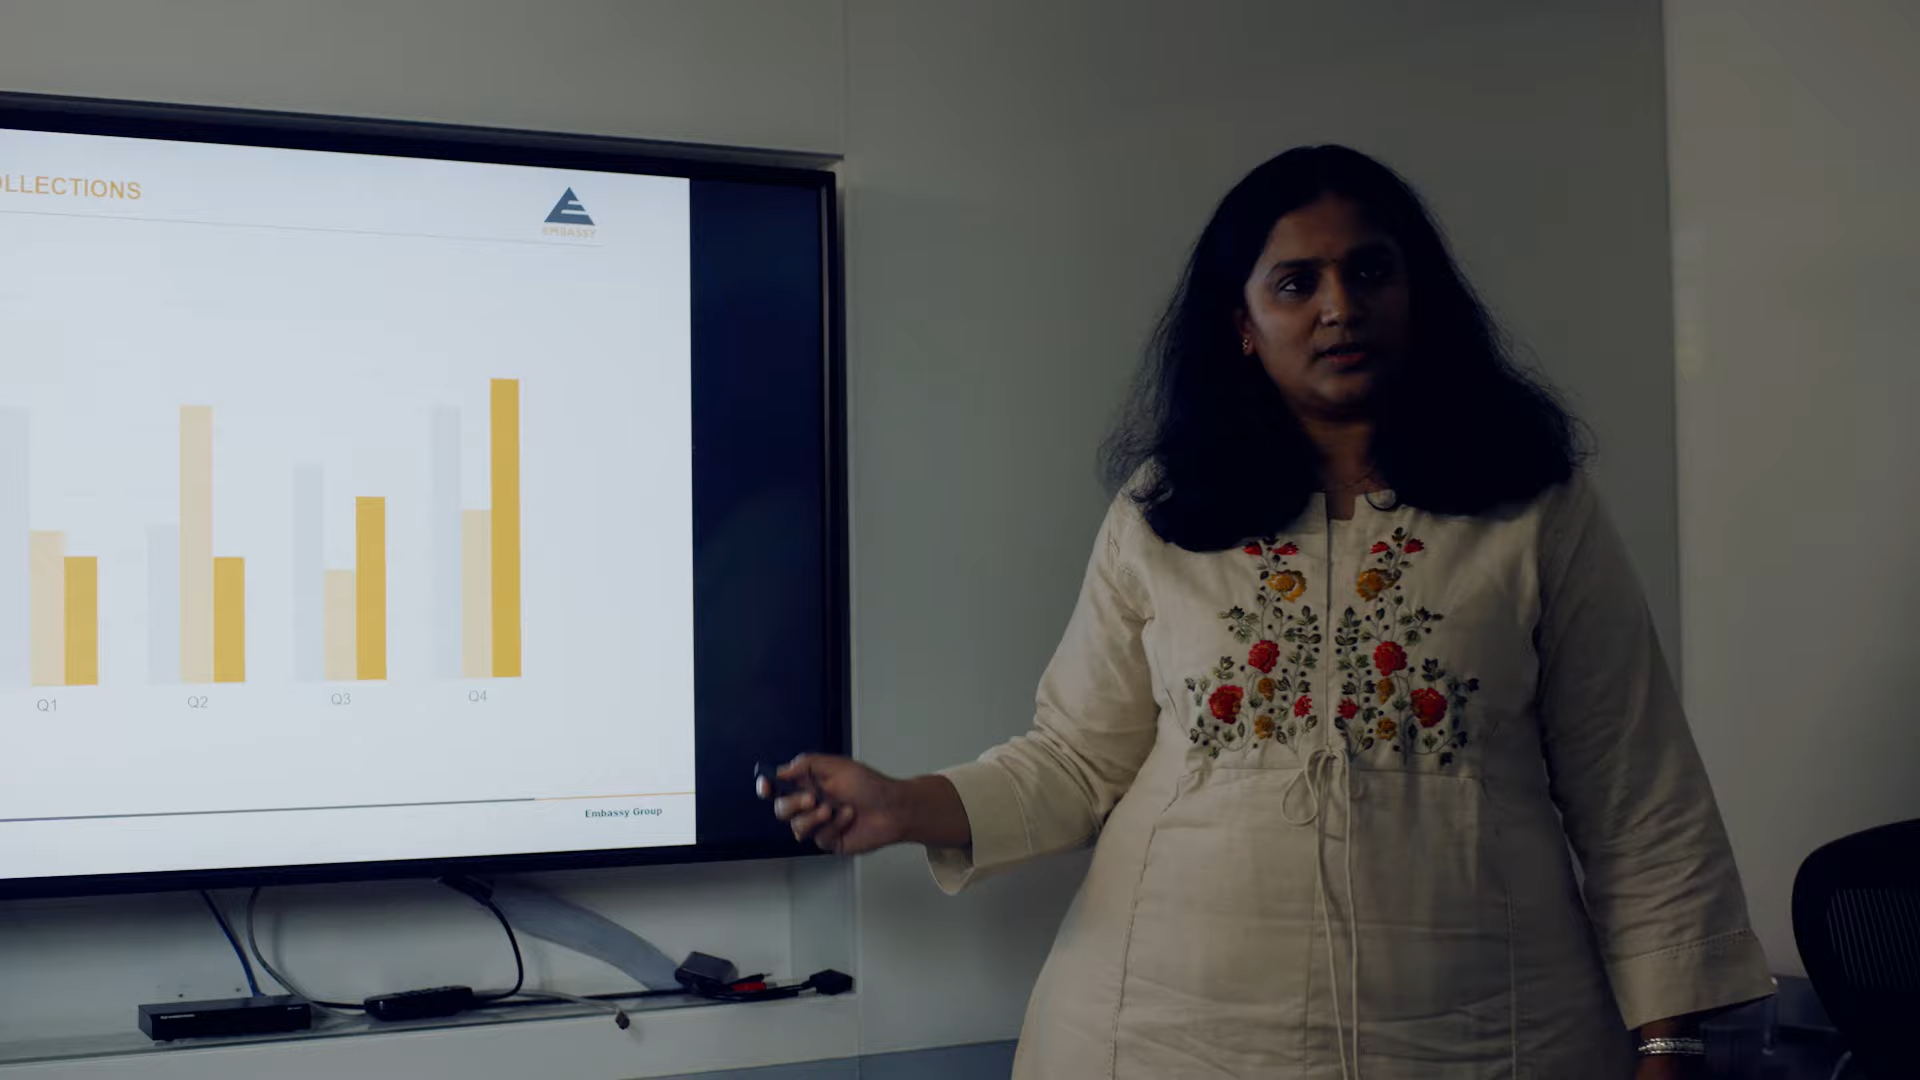 OLLECTIONS
EMBASSY
Q1
Q2
Q3
Q4
Embassy Group